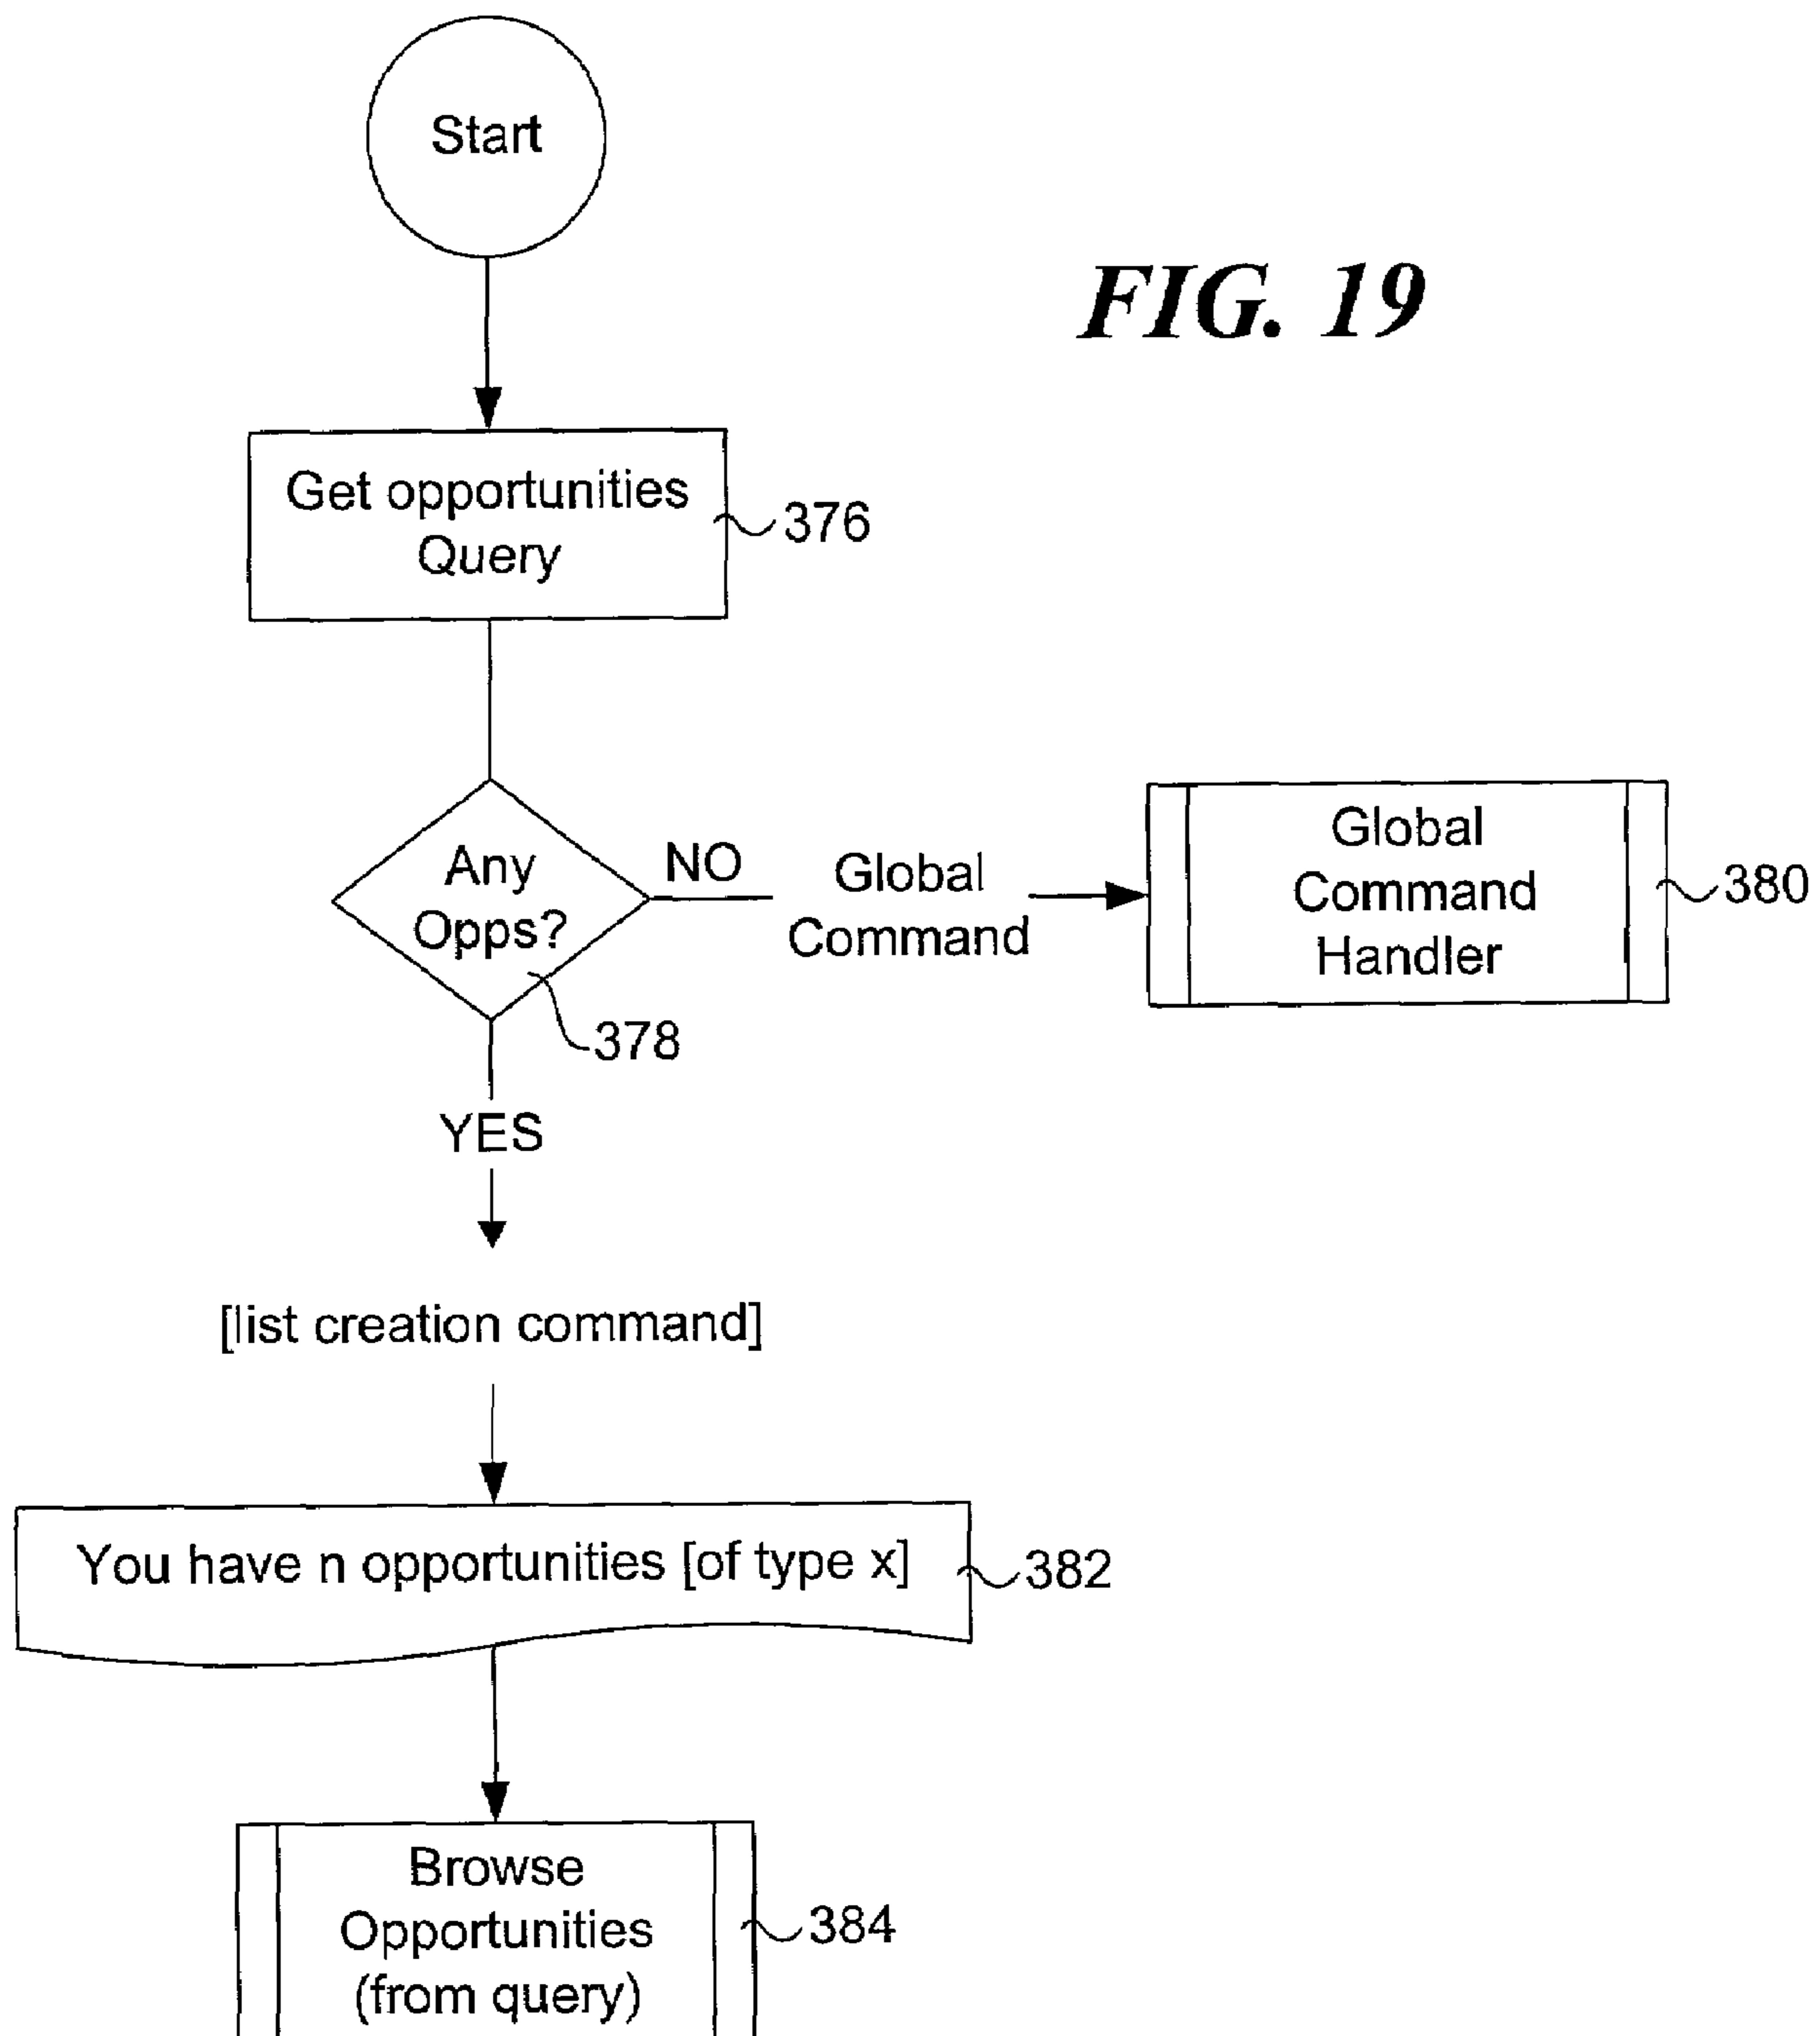 Start
FIG. 19
Get opportunities
Query
376
Any
Opps?
NO
Global
Command
Global
Command
Handler
380
378
YES
[list creation command]
You have n opportunities [of type x]
382
Browse
Opportunities
(from query)
384